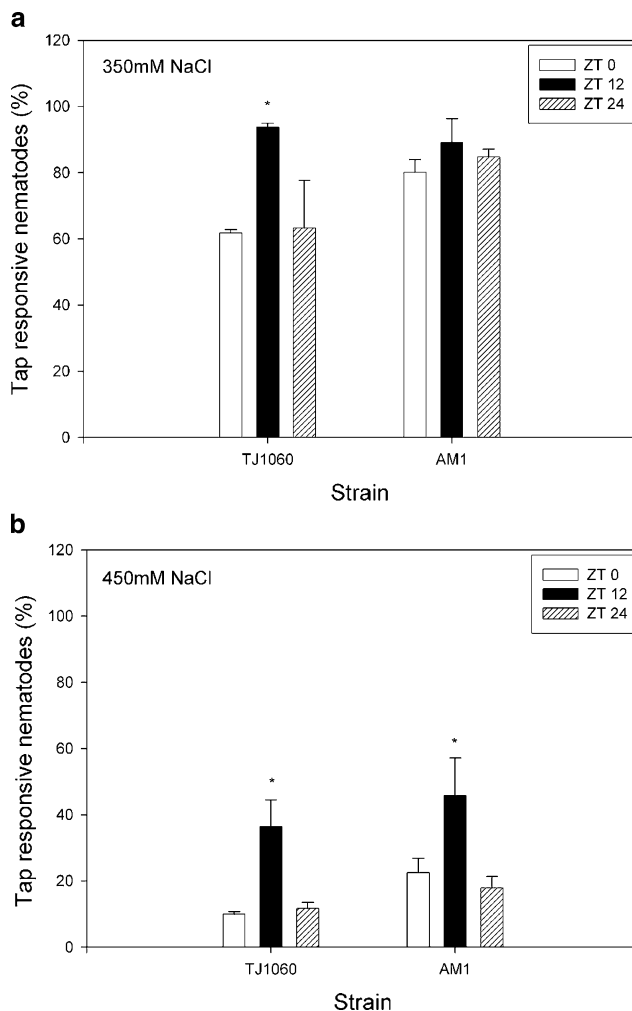 a
120
100
80
60
40
20
0
Tap responsive nematodes (%)
350mM NaCl
ZT 0
ZT 12
ZT 24
*
TJ1060
AM1
Strain
b
120
100
80
60
40
20
0
Tap responsive nematodes (%)
450mM NaCl
ZT 0
ZT 12
ZT 24
*
*
TJ1060
AM1
Strain